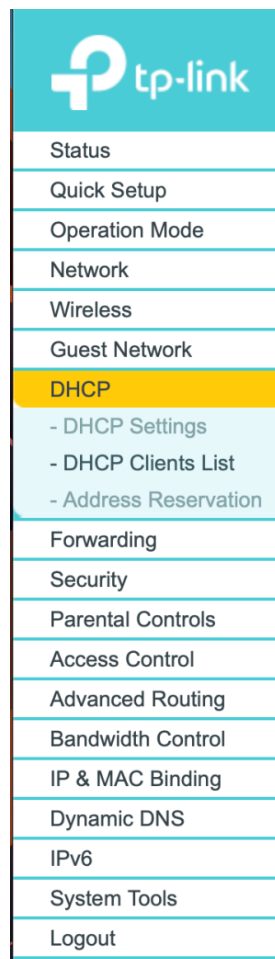 tp-link
Status
Quick Setup
Operation Mode
Network
Wireless
Guest Network
DHCP
- DHCP Settings
- DHCP Clients List
- Address Reservation
Forwarding
Security
Parental Controls
Access Control
Advanced Routing
Bandwidth Control
IP & MAC Binding
Dynamic DNS
IPv6
System Tools
Logout